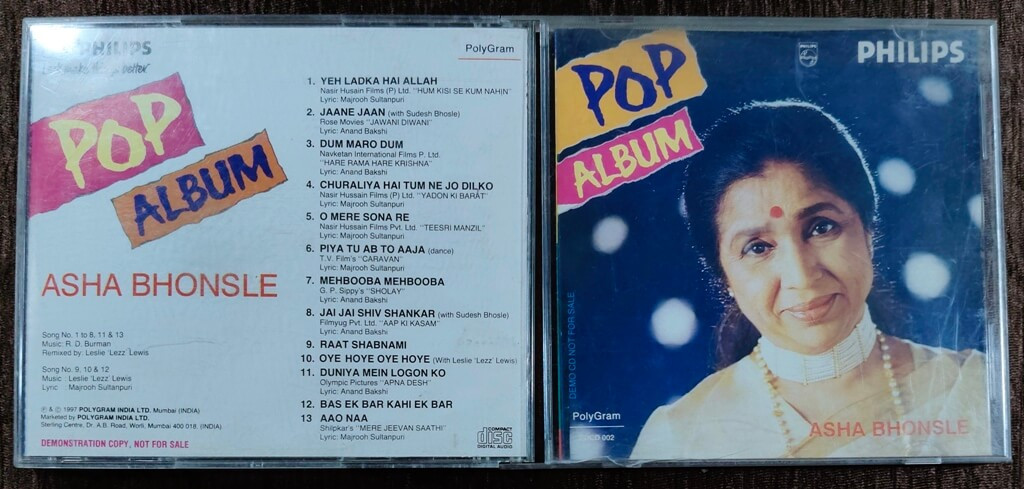 PHILIPS
Let's make things better
PolyGram
POP
ALBUM
ASHA BHONSLE
Song No. 1 to 8, 11 & 13
Music: R. D. Burman
Remixed by: Leslie 'Lezz' Lewis
Song No. 9, 10 & 12
Music : Leslie 'Lezz' Lewis
Lyric : Majrooh Sultanpuri
℗ & © 1997 POLYGRAM INDIA LTD. Mumbai (INDIA)
Marketed by POLYGRAM INDIA LTD.
Sterling Centre, Dr. A.B. Road, Worli, Mumbai 400 018. (INDIA)
DEMONSTRATION COPY, NOT FOR SALE
1. YEH LADKA HAI ALLAH
Nasir Husain Films (P) Ltd. "HUM KISI SE KUM NAHIN"
Lyric: Majrooh Sultanpuri
2. JAANE JAAN (with Sudesh Bhosle)
Rose Movies "JAWANI DIWANI"
Lyric: Anand Bakshi
3. DUM MARO DUM
Navketan International Films P. Ltd.
"HARE RAMA HARE KRISHNA"
Lyric: Anand Bakshi
4. CHURALIYA HAI TUM NE JO DILKO
Nasir Hussain Films (P) Ltd. "YADON KI BARAT"
Lyric: Majrooh Sultanpuri
5. O MERE SONA RE
Nasir Hussain Films Pvt. Ltd. "TEESRI MANZIL"
Lyric: Majrooh Sultanpuri
6. PIYA TU AB TO AAJA (dance)
T.V. Film's "CARAVAN"
Lyric: Majrooh Sultanpuri
7. MEHBOOBA MEHBOOBA
G. P. Sippy's "SHOLAY"
Lyric: Anand Bakshi
8. JAI JAI SHIV SHANKAR (with Sudesh Bhosle)
Filmyug Pvt. Ltd. "AAP KI KASAM"
Lyric: Anand Bakshi
9. RAAT SHABNAMI
10. OYE HOYE OYE HOYE (With Leslie 'Lezz' Lewis)
11. DUNIYA MEIN LOGON KO
Olympic Pictures "APNA DESH"
Lyric: Anand Bakshi
12. BAS EK BAR KAHI EK BAR
13 AAO NAA
Shilpkar's "MERE JEEVAN SAATHI"
Lyric: Majrooh Sultanpuri
COMPACT
disc
DIGITAL AUDIO
POP
ALBUM
PHILIPS
PHILIPS
DEMO CD NOT FOR SALE
PolyGram
002
ASHA BHONSLE